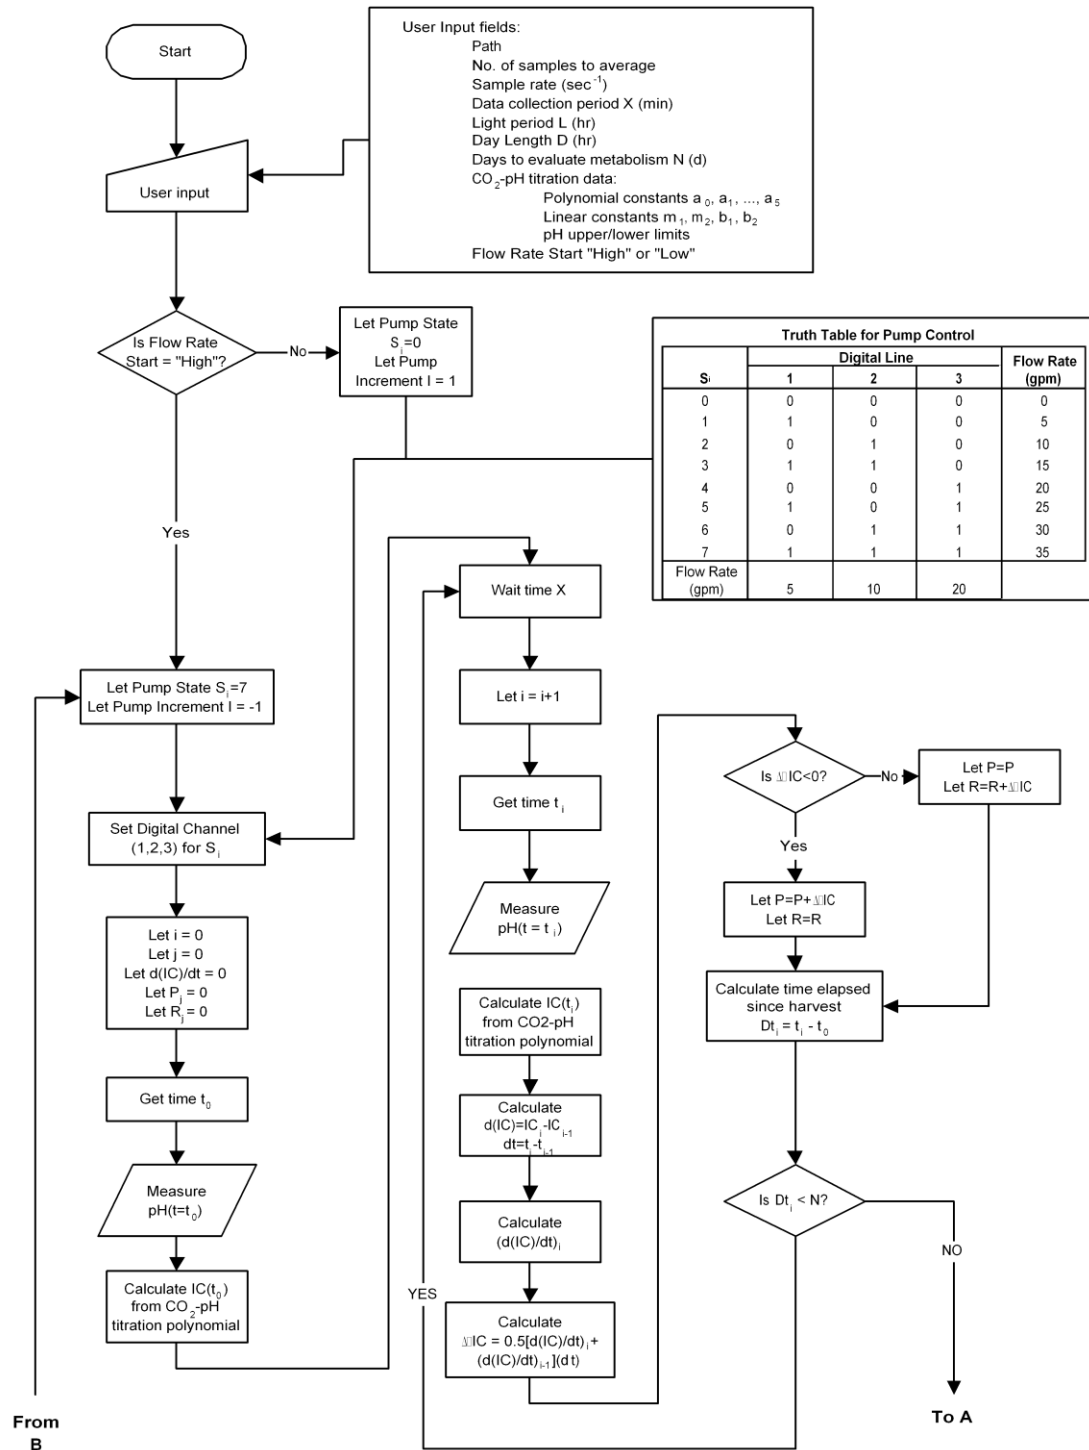 Start
User input
User Input fields:
Path
No. of samples to average
Sample rate (sec⁻¹)
Data collection period X (min)
Light period L (hr)
Day Length D (hr)
Days to evaluate metabolism N (d)
CO₂-pH titration data:
Polynomial constants a₀, a₁, ..., a₅
Linear constants m₁, m₂, b₁, b₂
pH upper/lower limits
Flow Rate Start "High" or "Low"
Is Flow Rate
Start = "High"?
No
Let Pump State
Sᵢ=0
Let Pump
Increment I = 1
Truth Table for Pump Control
Digital Line Flow Rate
Sᵢ 1 2 3 (gpm)
0 0 0 0 0
1 1 0 0 5
2 0 1 0 10
3 1 1 0 15
4 0 0 1 20
5 1 0 1 25
6 0 1 1 30
7 1 1 1 35
Flow Rate
(gpm) 5 10 20
Yes
Let Pump State Sᵢ=7
Let Pump Increment I = -1
Set Digital Channel
(1,2,3) for Sᵢ
Let i = 0
Let j = 0
Let d(IC)/dt = 0
Let Pⱼ = 0
Let Rⱼ = 0
Get time t₀
Measure
pH(t=t₀)
Calculate IC(t₀)
from CO₂-pH
titration polynomial
From
B
Wait time X
Let i = i+1
Get time tᵢ
Measure
pH(t = tᵢ)
Calculate IC(tᵢ)
from CO2-pH
titration polynomial
Calculate
d(IC)=ICᵢ-ICᵢ₋₁
dt=tᵢ-tᵢ₋₁
Calculate
(d(IC)/dt)ᵢ
YES
Calculate
Δ▯IC = 0.5[d(IC)/dt)ᵢ+
(d(IC)/dt)ᵢ₋₁](dt)
Is Δ▯IC<0?
No
Let P=P
Let R=R+Δ▯IC
Yes
Let P=P+Δ▯IC
Let R=R
Calculate time elapsed
since harvest
Dtᵢ = tᵢ - t₀
Is Dtᵢ < N?
NO
To A